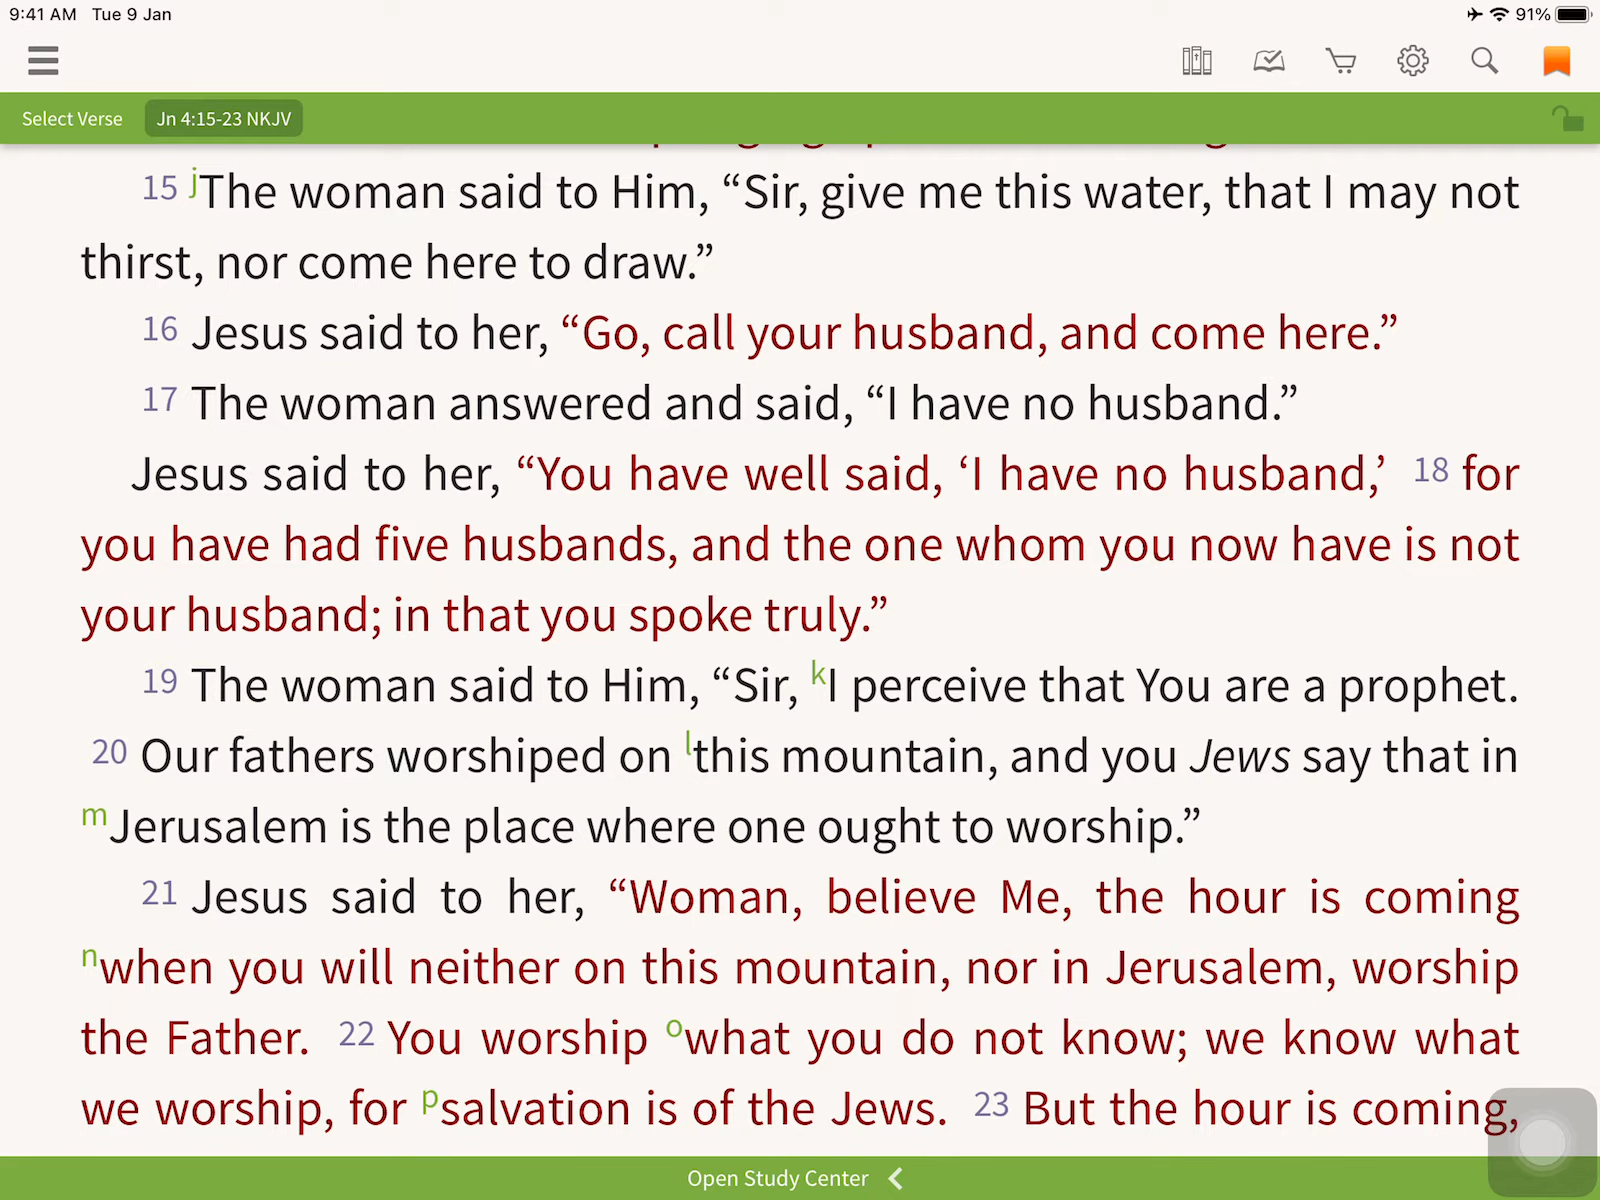 9:41 AM Tue 9 Jan 91%
Select Verse Jn 4:15-23 NKJV
15 jThe woman said to Him, “Sir, give me this water, that I may not
thirst, nor come here to draw.”
16 Jesus said to her, “Go, call your husband, and come here.”
17 The woman answered and said, “I have no husband.”
Jesus said to her, “You have well said, ‘I have no husband,’ 18 for
you have had five husbands, and the one whom you now have is not
your husband; in that you spoke truly.”
19 The woman said to Him, “Sir, kI perceive that You are a prophet.
20 Our fathers worshiped on lthis mountain, and you Jews say that in
mJerusalem is the place where one ought to worship.”
21 Jesus said to her, “Woman, believe Me, the hour is coming
nwhen you will neither on this mountain, nor in Jerusalem, worship
the Father. 22 You worship owhat you do not know; we know what
we worship, for psalvation is of the Jews. 23 But the hour is coming,
Open Study Center